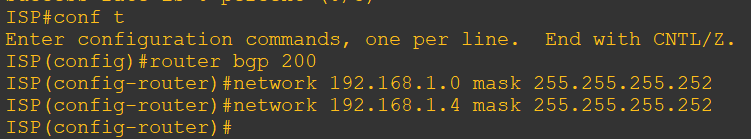 ISP#conf t
Enter configuration commands, one per line.  End with CNTL/Z.
ISP(config)#router bgp 200
ISP(config-router)#network 192.168.1.0 mask 255.255.255.252
ISP(config-router)#network 192.168.1.4 mask 255.255.255.252
ISP(config-router)#